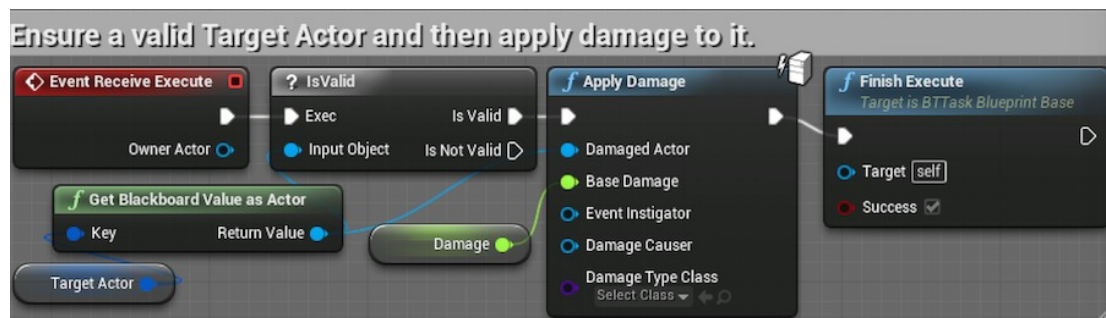 Ensure a valid Target Actor and then apply damage to it.
Event Receive Execute
Owner Actor
? IsValid
Exec
Is Valid
Input Object
Is Not Valid
f Apply Damage
Damaged Actor
Base Damage
Event Instigator
Damage Causer
Damage Type Class
Select Class
f Finish Execute
Target is BTTask Blueprint Base
Target self
Success
f Get Blackboard Value as Actor
Key
Return Value
Target Actor
Damage